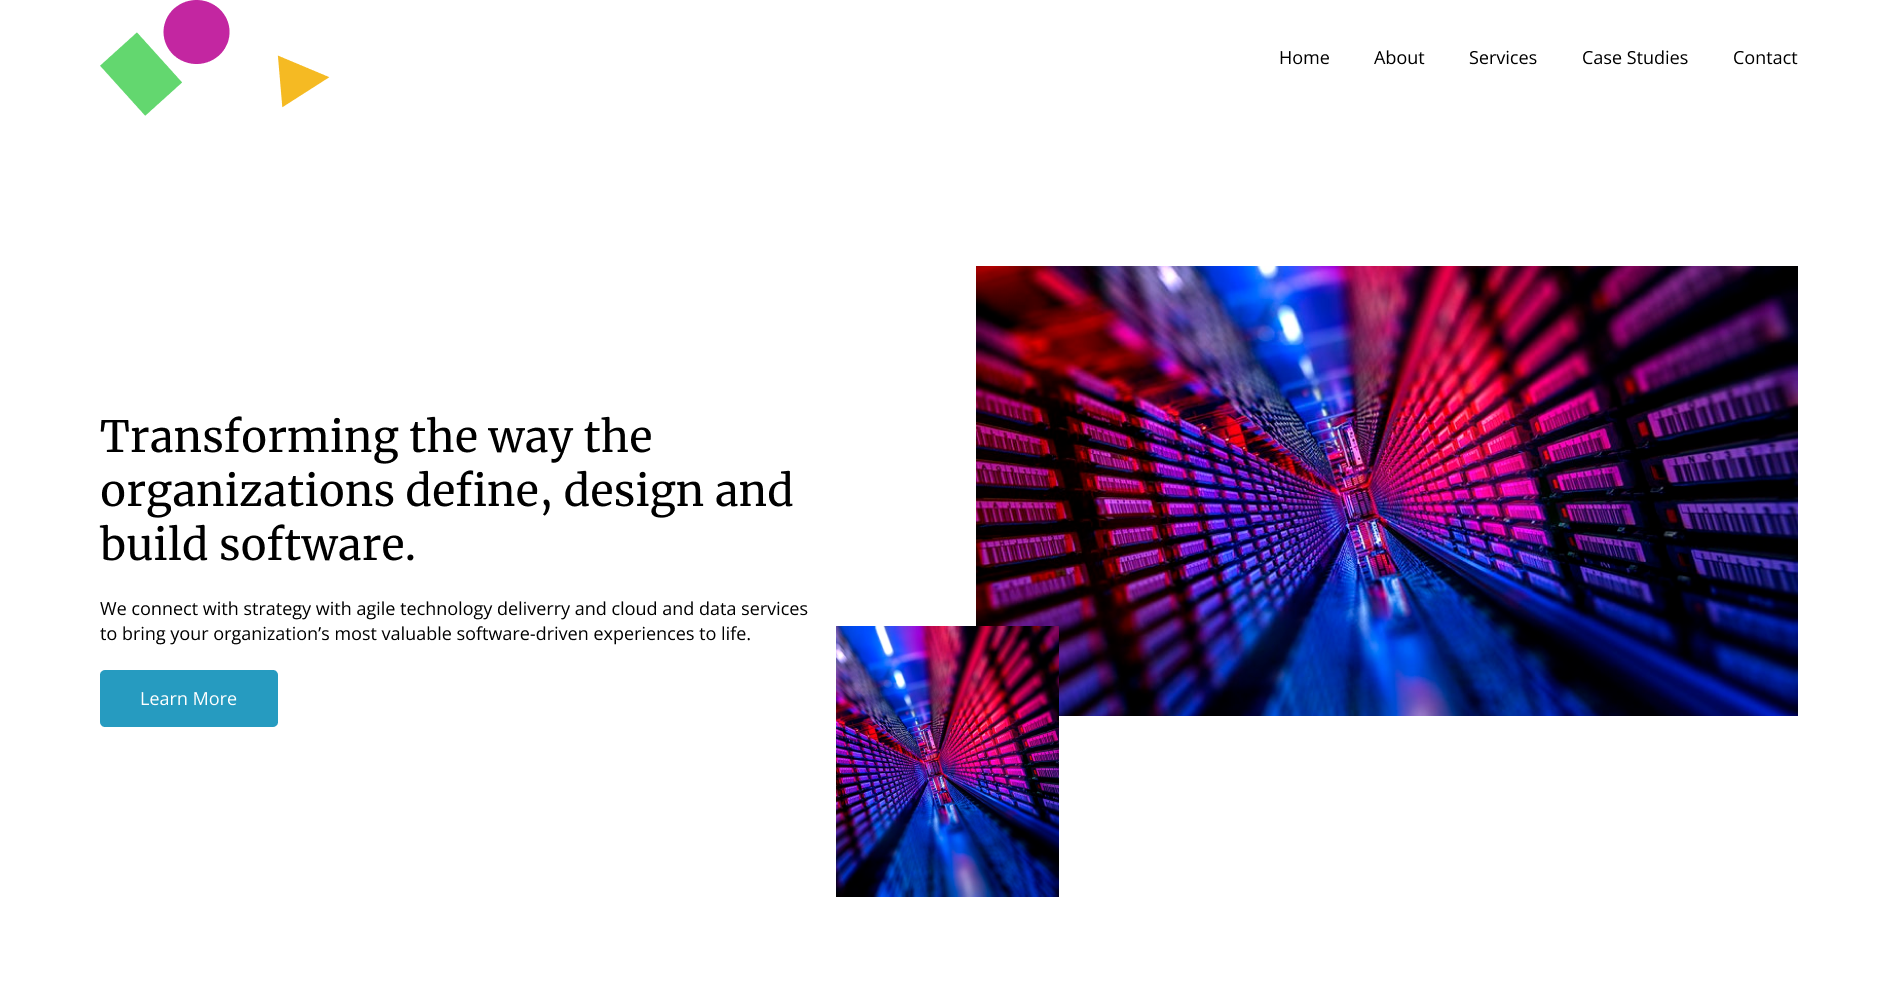 Home About Services Case Studies Contact
Transforming the way the
organizations define, design and
build software.
We connect with strategy with agile technology deliverry and cloud and data services
to bring your organization’s most valuable software-driven experiences to life.
Learn More